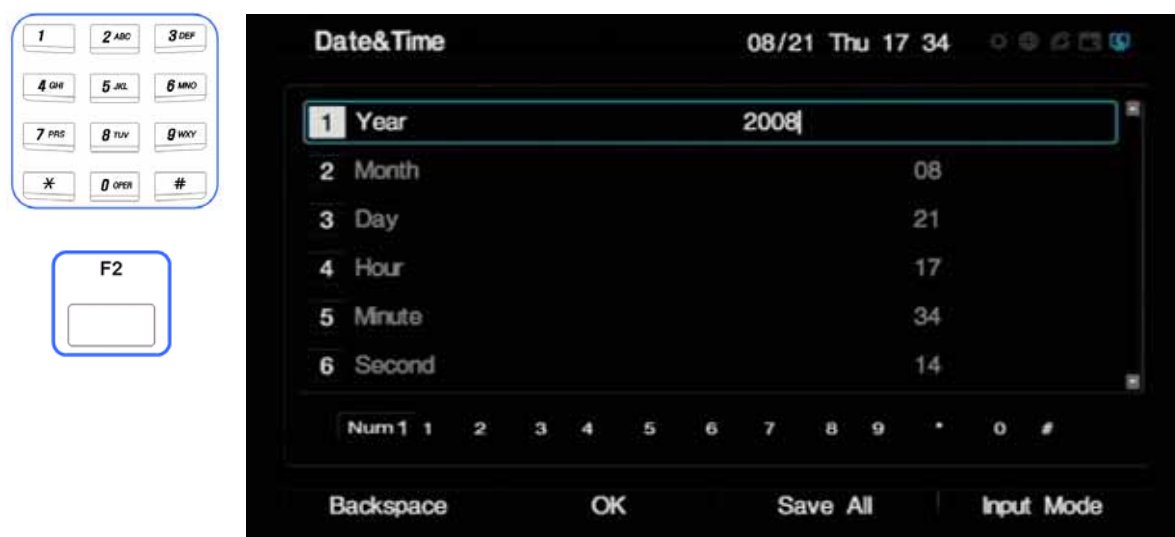 1 2 ABC 3 DEF
4 GHI 5 JKL 6 MNO
7 PRS 8 TUV 9 WXY
* 0 OPER #
F2
Date&Time 08/21 Thu 17 34
1 Year 2008
2 Month 08
3 Day 21
4 Hour 17
5 Minute 34
6 Second 14
Num1 1 2 3 4 5 6 7 8 9 * 0 #
Backspace OK Save All Input Mode